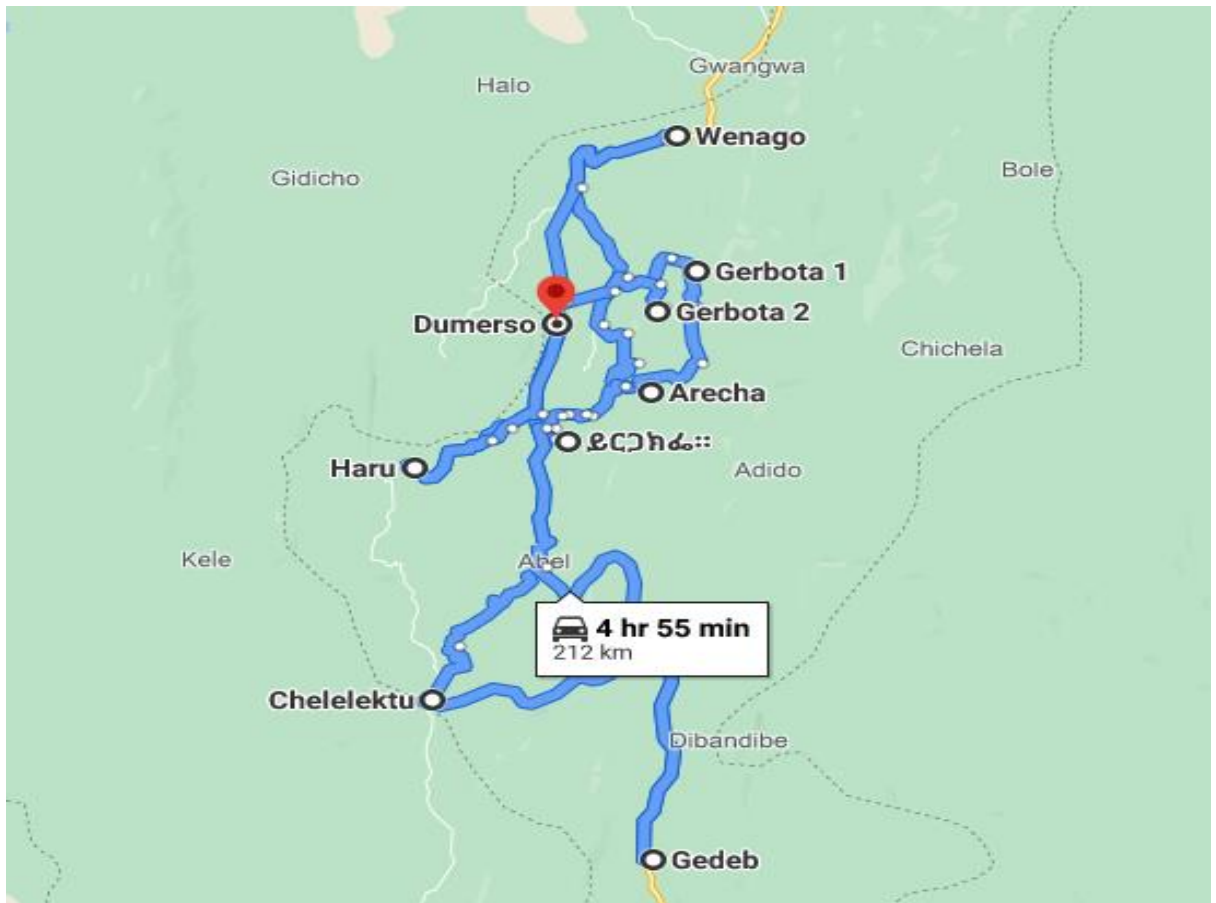 Gwangwa
Halo
Wenago
Bole
Gidicho
Gerbota 1
Gerbota 2
Dumerso
Chichela
Arecha
ይርጋክፌ።
Haru
Adido
Kele
Abel
4 hr 55 min
212 km
Chelelektu
Dibandibe
Gedeb